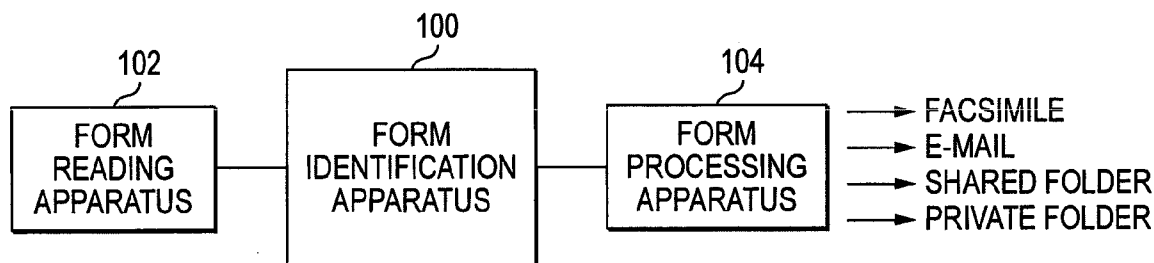 100
102
104
FORM
READING
APPARATUS
FORM
IDENTIFICATION
APPARATUS
FORM
PROCESSING
APPARATUS
FACSIMILE
E-MAIL
SHARED FOLDER
PRIVATE FOLDER